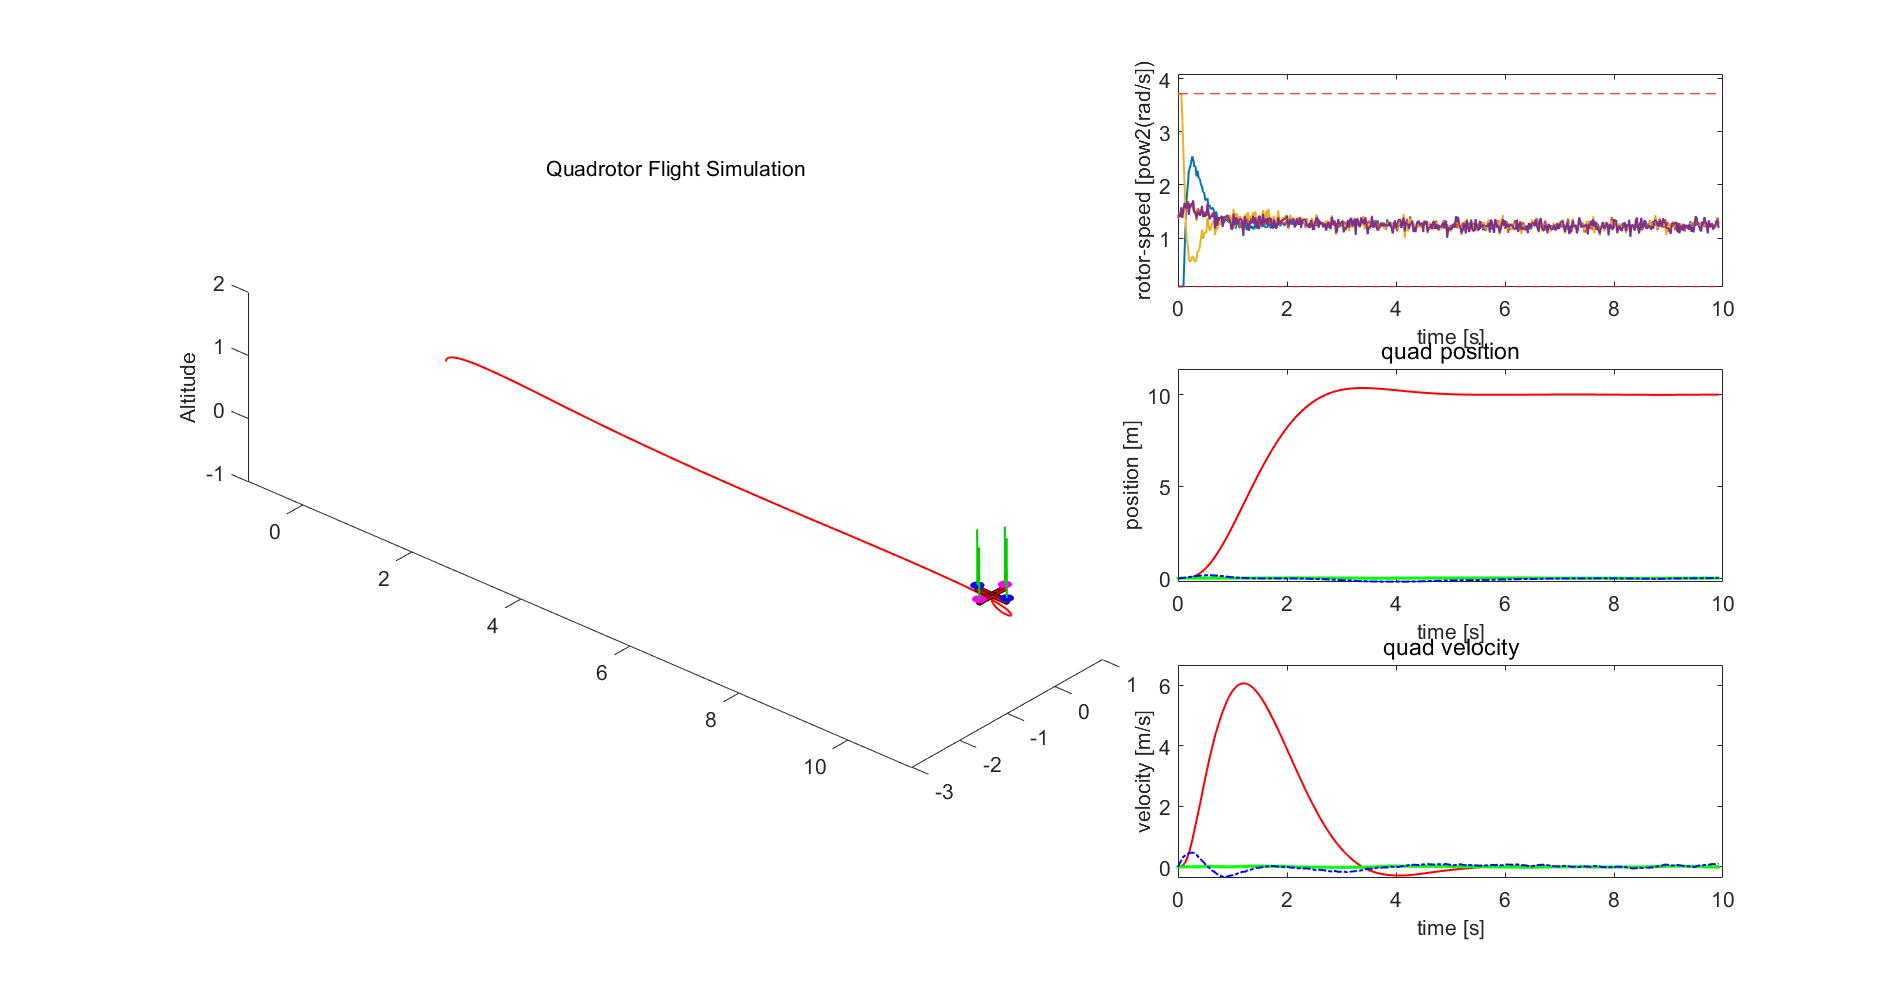 Quadrotor Flight Simulation
Altitude
2
1
0
-1
0
2
4
6
8
10
-3
-2
-1
0
1
rotor-speed [pow2(rad/s])
4
3
2
1
0 2 4 6 8 10
time [s]
quad position
position [m]
10
5
0
0 2 4 6 8 10
time [s]
quad velocity
velocity [m/s]
6
4
2
0
0 2 4 6 8 10
time [s]